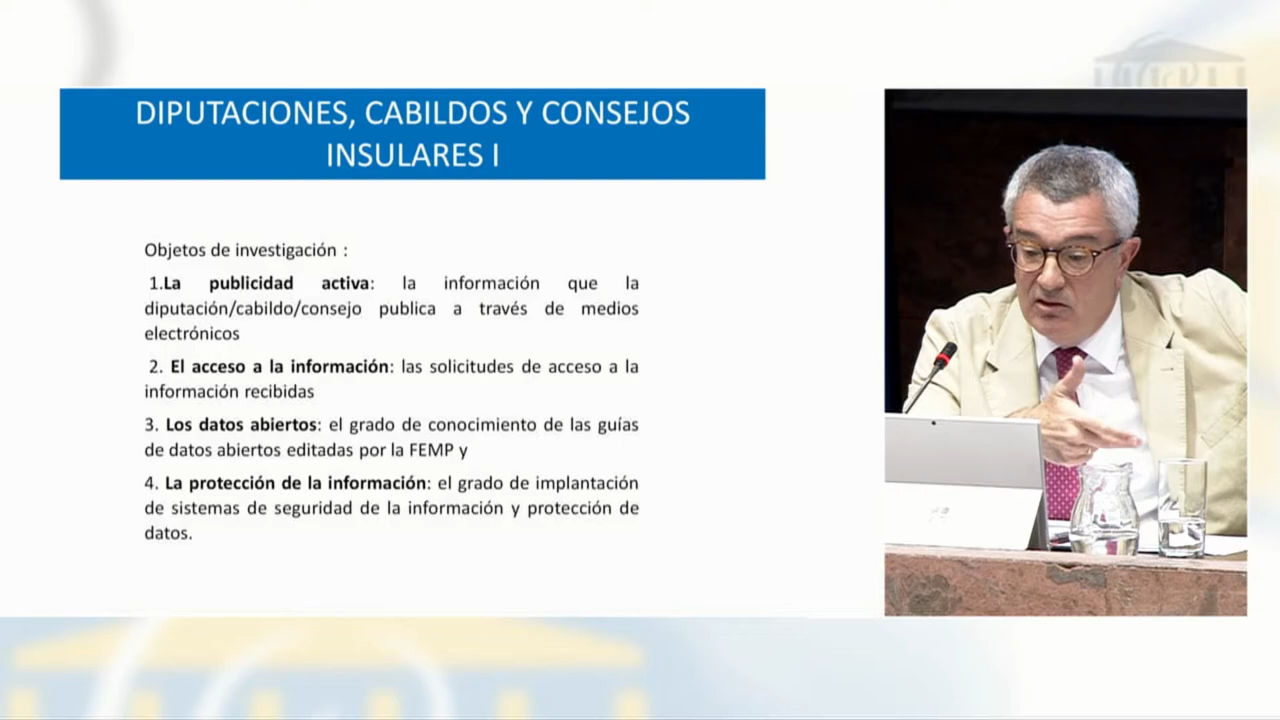 DIPUTACIONES, CABILDOS Y CONSEJOS
INSULARES I
Objetos de investigación :
1.La publicidad activa: la información que la
diputación/cabildo/consejo publica a través de medios
electrónicos
2. El acceso a la información: las solicitudes de acceso a la
información recibidas
3. Los datos abiertos: el grado de conocimiento de las guías
de datos abiertos editadas por la FEMP y
4. La protección de la información: el grado de implantación
de sistemas de seguridad de la información y protección de
datos.